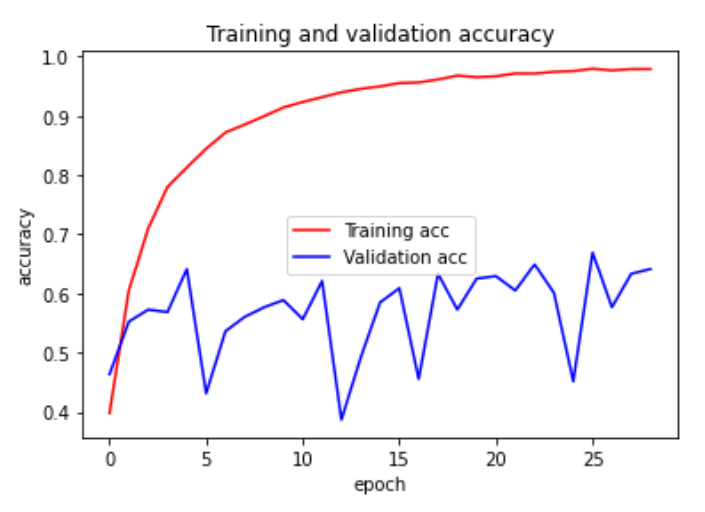 Training and validation accuracy
1.0
0.9
0.8
0.7
0.6
0.5
0.4
accuracy
Training acc
Validation acc
0 5 10 15 20 25
epoch